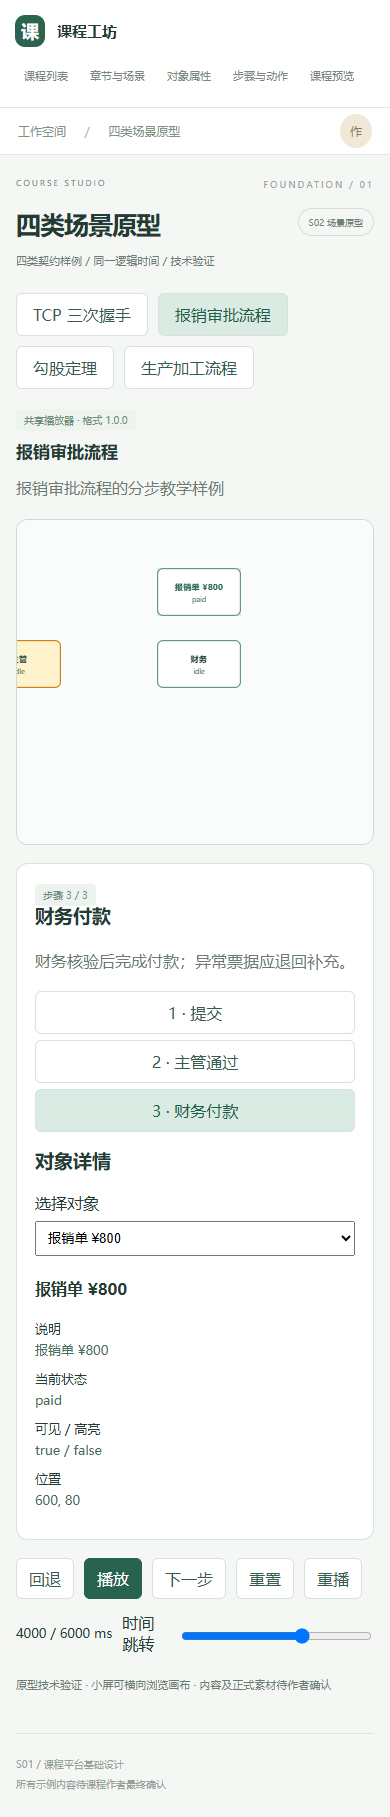 课 课程工坊
课程列表 章节与场景 对象属性 步骤与动作 课程预览
工作空间 / 四类场景原型 作
COURSE STUDIO FOUNDATION / 01
四类场景原型 S02 场景原型
四类契约样例 / 同一逻辑时间 / 技术验证
TCP 三次握手 报销审批流程
勾股定理 生产加工流程
共享播放器 · 格式 1.0.0
报销审批流程
报销审批流程的分步教学样例
报销单 ¥800
paid
管 财务
dle idle
步骤 3 / 3
财务付款
财务核验后完成付款；异常票据应退回补充。
1 · 提交
2 · 主管通过
3 · 财务付款
对象详情
选择对象
报销单 ¥800
报销单 ¥800
说明
报销单 ¥800
当前状态
paid
可见 / 高亮
true / false
位置
600, 80
回退 播放 下一步 重置 重播
4000 / 6000 ms 时间
跳转
原型技术验证 · 小屏可横向浏览画布 · 内容及正式素材待作者确认
S01 / 课程平台基础设计
所有示例内容待课程作者最终确认